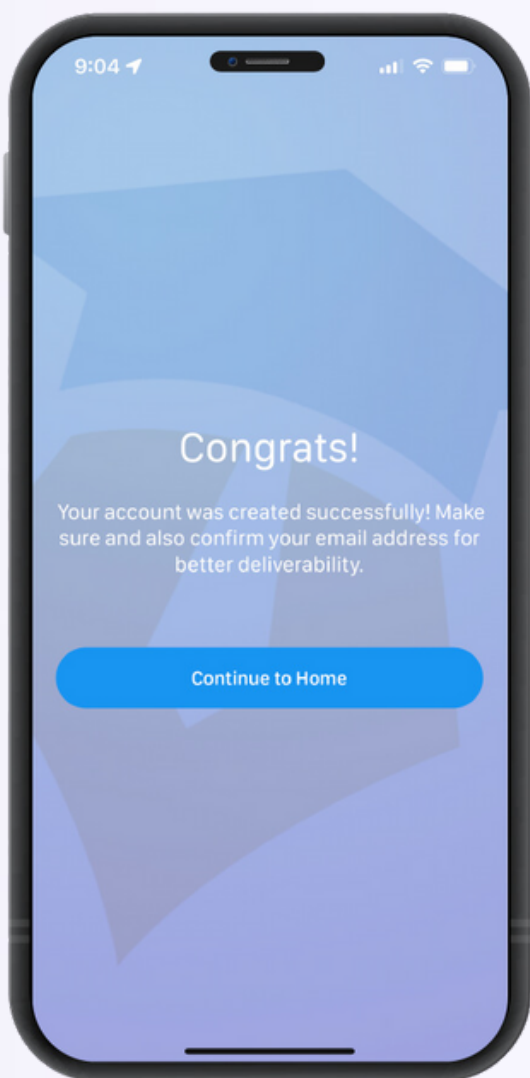 9:04
Congrats!
Your account was created successfully! Make
sure and also confirm your email address for
better deliverability.
Continue to Home